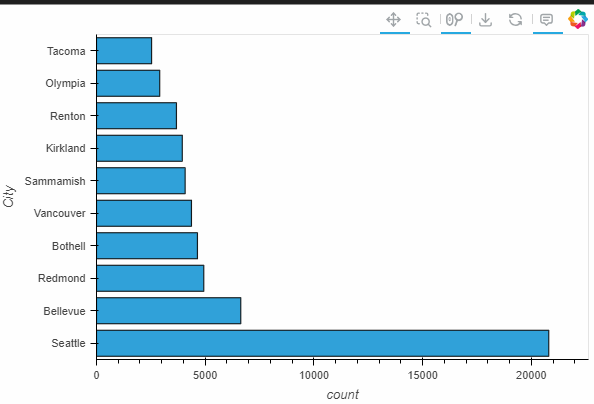 Tacoma
Olympia
Renton
Kirkland
Sammamish
Vancouver
Bothell
Redmond
Bellevue
Seattle
City
0 5000 10000 15000 20000
count